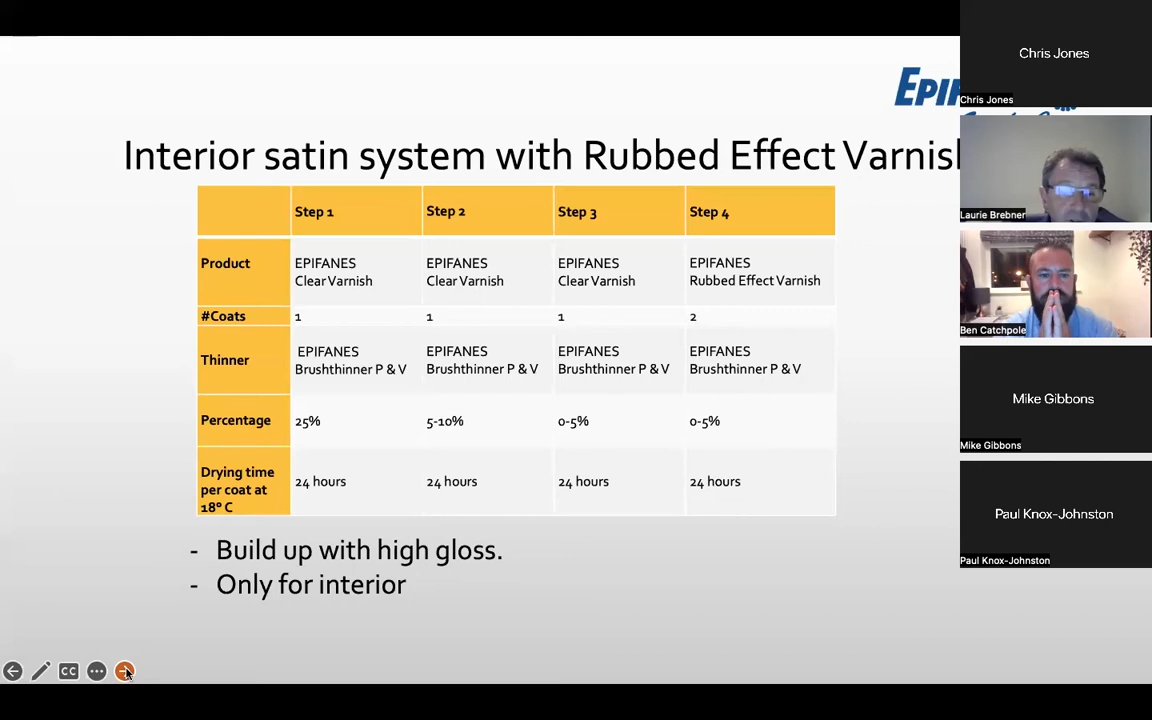 EPIF
Interior satin system with Rubbed Effect Varnish
Step 1
Step 2
Step 3
Step 4
Product
EPIFANES
Clear Varnish
EPIFANES
Clear Varnish
EPIFANES
Clear Varnish
EPIFANES
Rubbed Effect Varnish
#Coats
1
1
1
2
Thinner
EPIFANES
Brushthinner P & V
EPIFANES
Brushthinner P & V
EPIFANES
Brushthinner P & V
EPIFANES
Brushthinner P & V
Percentage
25%
5-10%
0-5%
0-5%
Drying time
per coat at
18° C
24 hours
24 hours
24 hours
24 hours
- Build up with high gloss.
- Only for interior
CC
Chris Jones
Chris Jones
Laurie Brebner
Ben Catchpole
Mike Gibbons
Mike Gibbons
Paul Knox-Johnston
Paul Knox-Johnston